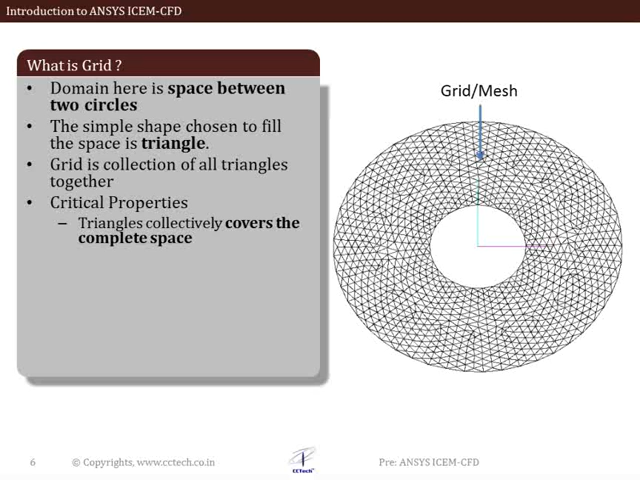 Introduction to ANSYS ICEM-CFD
What is Grid ?
• Domain here is space between
two circles
• The simple shape chosen to fill
the space is triangle.
• Grid is collection of all triangles
together
• Critical Properties
– Triangles collectively covers the
complete space
Grid/Mesh
6
© Copyrights, www.cctech.co.in
CCTech
Pre: ANSYS ICEM-CFD